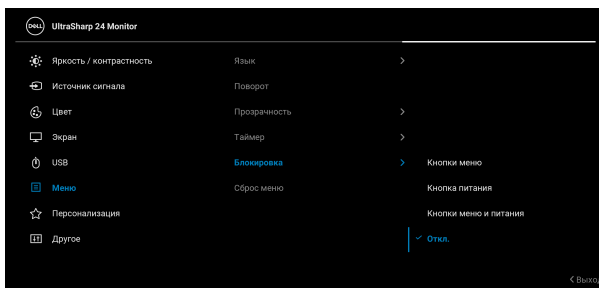 DELL UltraSharp 24 Monitor
Яркость / контрастность Язык
Источник сигнала Поворот
Цвет Прозрачность
Экран Таймер
USB Блокировка Кнопки меню
Меню Сброс меню Кнопка питания
Персонализация Кнопки меню и питания
Другое Откл.
Выход